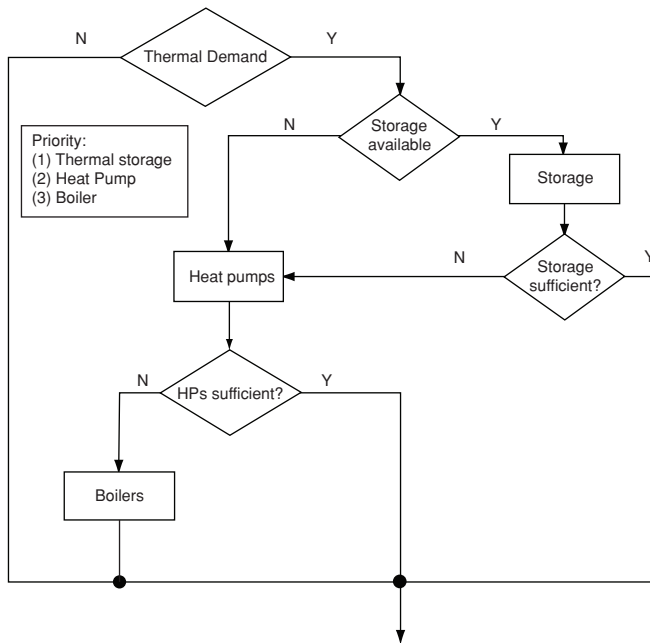 N
Thermal Demand
Y
Priority:
(1) Thermal storage
(2) Heat Pump
(3) Boiler
N
Storage
available
Y
Storage
Heat pumps
N
Storage
sufficient?
Y
N
HPs sufficient?
Y
Boilers